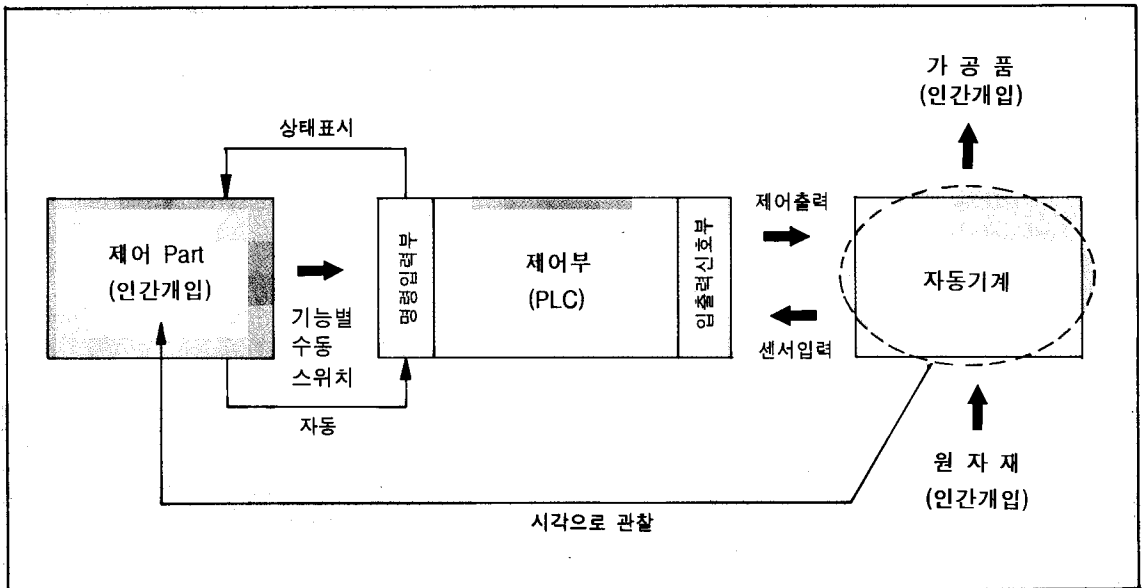 가 공 품
(인간개입)
상태표시
제어 Part
(인간개입)
기능별
수동
스위치
자동
명령입력부
제어부
(PLC)
입출력신호부
제어출력
센서입력
자동기계
원 자 재
(인간개입)
시각으로 관찰